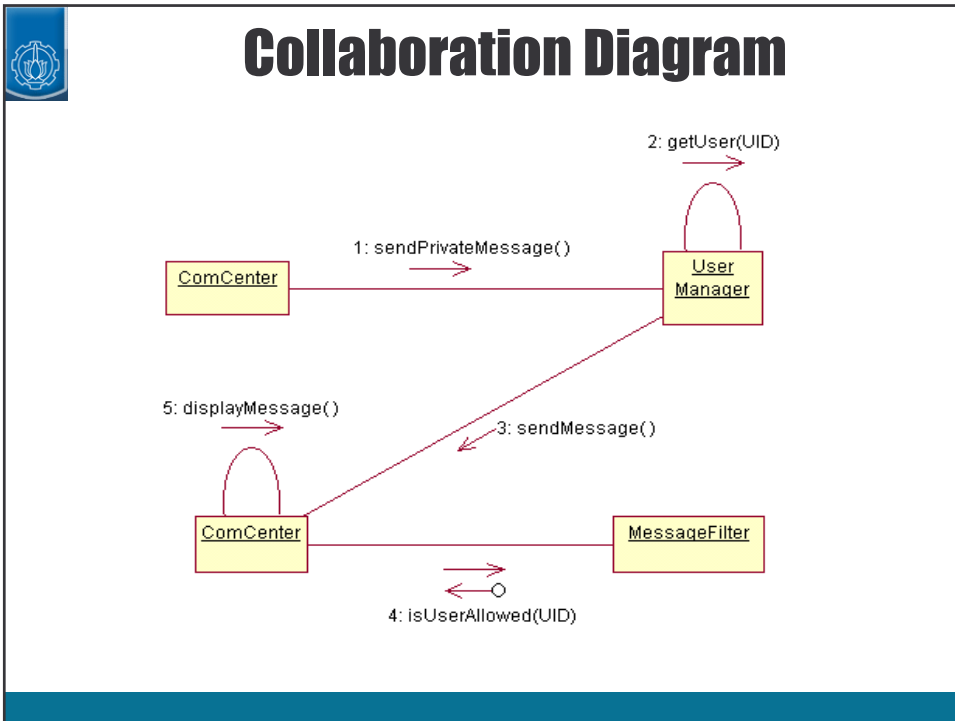 Collaboration Diagram
2: getUser(UID)
1: sendPrivateMessage()
ComCenter
User
Manager
5: displayMessage()
3: sendMessage()
ComCenter
MessageFilter
4: isUserAllowed(UID)